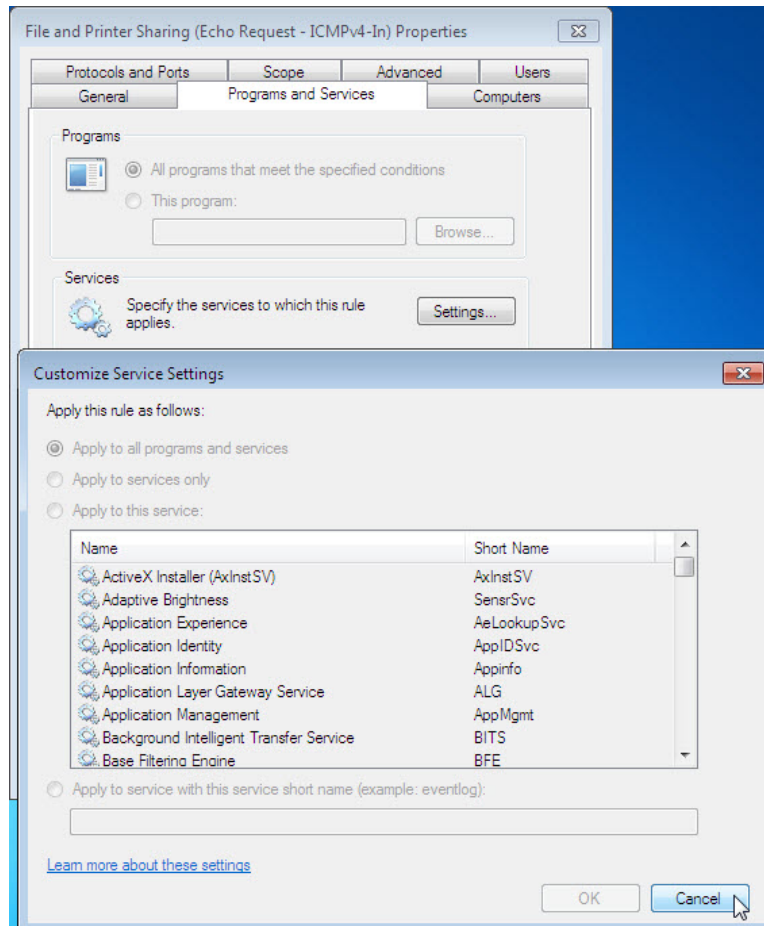 File and Printer Sharing (Echo Request - ICMPv4-In) Properties
Protocols and Ports Scope Advanced Users
General Programs and Services Computers
Programs
All programs that meet the specified conditions
This program:
Browse...
Services
Specify the services to which this rule
applies.
Settings...
Customize Service Settings
Apply this rule as follows:
Apply to all programs and services
Apply to services only
Apply to this service:
Name Short Name
ActiveX Installer (AxInstSV) AxInstSV
Adaptive Brightness SensrSvc
Application Experience AeLookupSvc
Application Identity AppIDSvc
Application Information Appinfo
Application Layer Gateway Service ALG
Application Management AppMgmt
Background Intelligent Transfer Service BITS
Base Filtering Engine BFE
Apply to service with this service short name (example: eventlog):
Learn more about these settings
OK Cancel